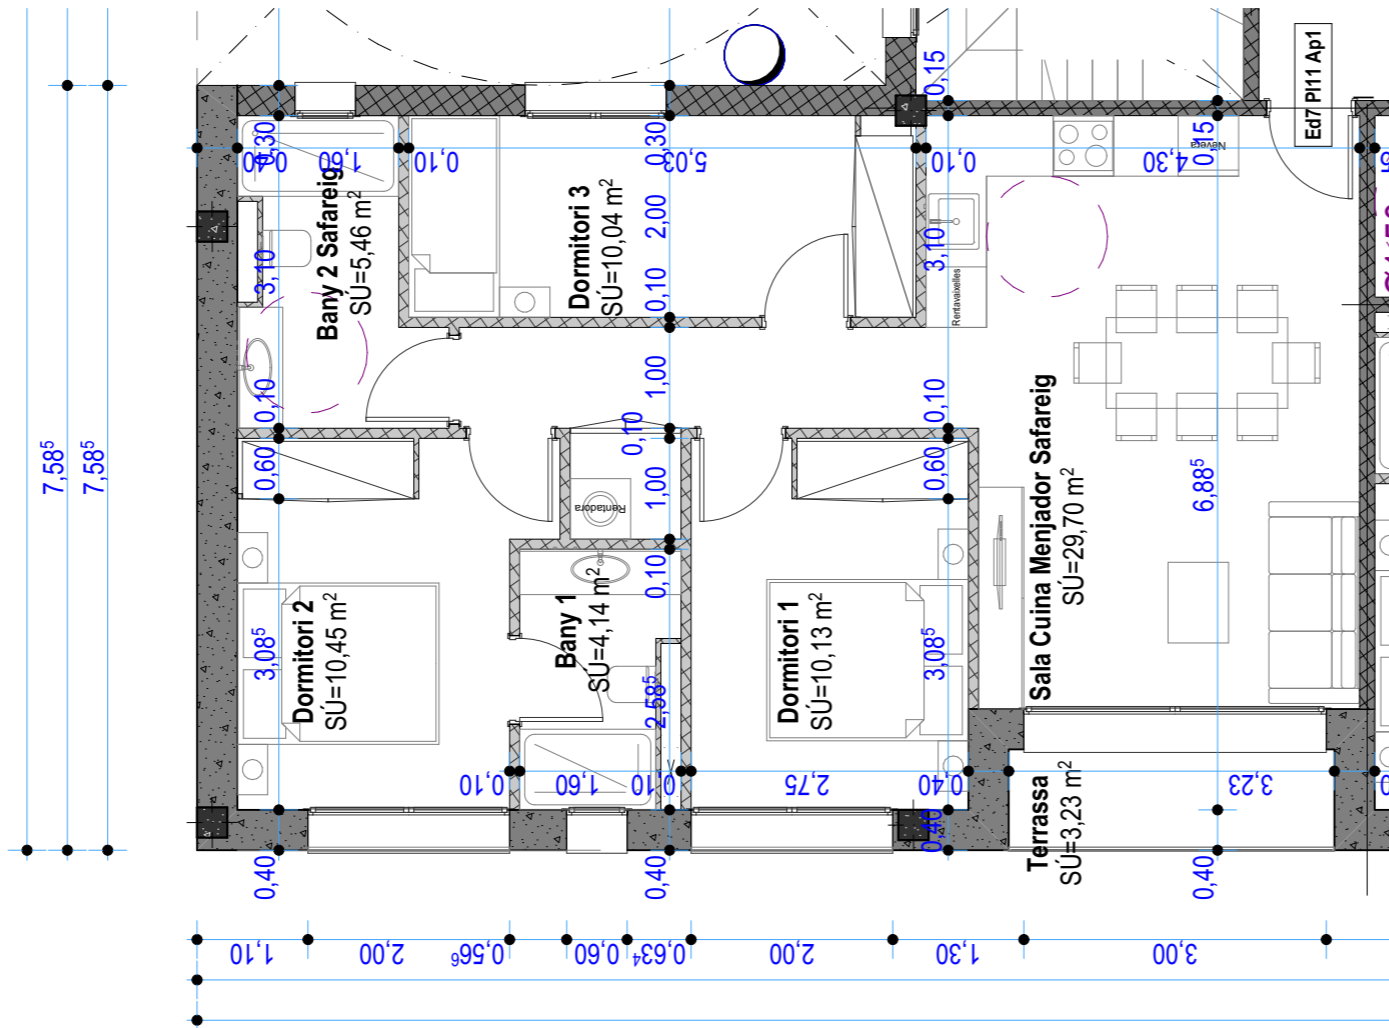 Ed7 Pl11 Ap1
0,15
0,15
0,30
0,30
0,40
1,60
0,10
5,03
0,10
4,30
Nevera
Bany 2 Safareig
SÚ=5,46 m²
Dormitori 3
SÚ=10,04 m²
2,00
0,10
3,10
3,10
Rentavaixelles
7,58⁵
7,58⁵
0,10
1,00
0,10
0,10
0,60
1,00
0,60
Rentadora
Sala Cuina Menjador Safareig
SÚ=29,70 m²
6,88⁵
0,10
Dormitori 2
SÚ=10,45 m²
3,08⁵
Bany 1
SÚ=4,14 m²
2,58⁵
Dormitori 1
SÚ=10,13 m²
3,08⁵
0,10
1,60
0,10
2,75
0,40
3,23
Terrassa
SÚ=3,23 m²
0,40
0,40
0,40
0,40
1,10
2,00
0,56⁶
0,60
0,63⁴
2,00
1,30
3,00